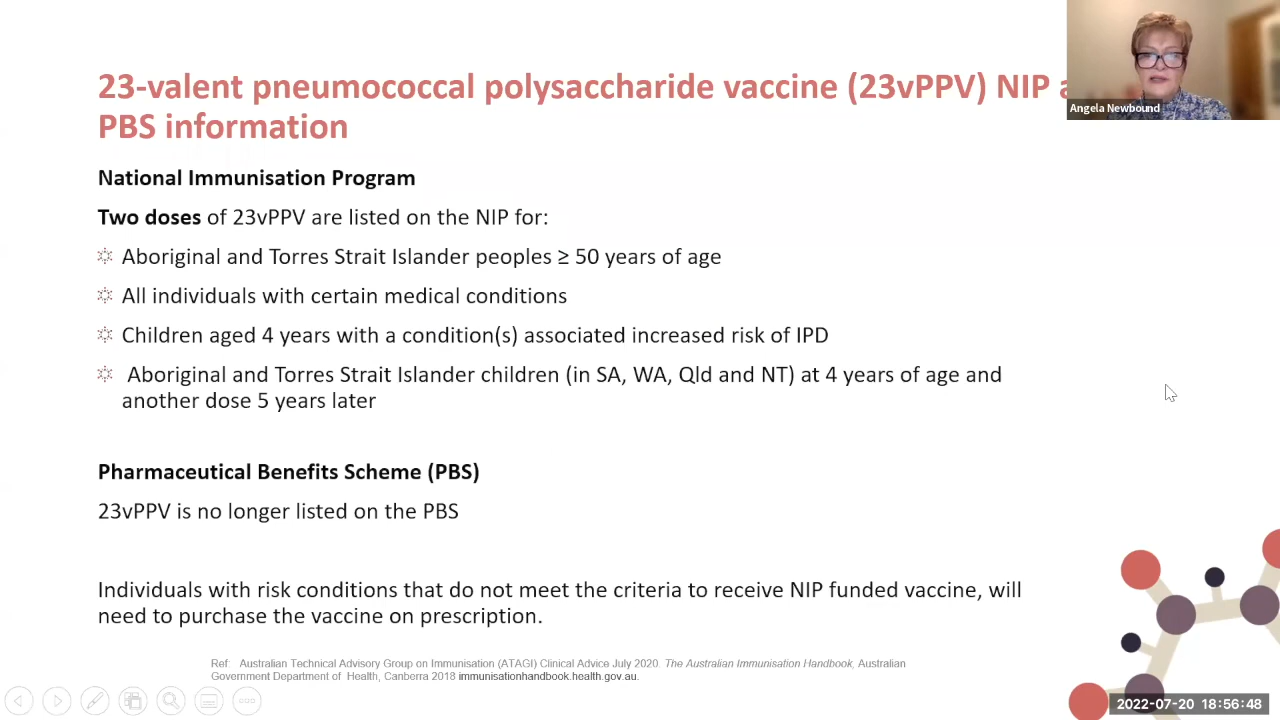 23-valent pneumococcal polysaccharide vaccine (23vPPV) NIP
PBS information
Angela Newbound
National Immunisation Program
Two doses of 23vPPV are listed on the NIP for:
Aboriginal and Torres Strait Islander peoples ≥ 50 years of age
All individuals with certain medical conditions
Children aged 4 years with a condition(s) associated increased risk of IPD
Aboriginal and Torres Strait Islander children (in SA, WA, Qld and NT) at 4 years of age and
another dose 5 years later
Pharmaceutical Benefits Scheme (PBS)
23vPPV is no longer listed on the PBS
Individuals with risk conditions that do not meet the criteria to receive NIP funded vaccine, will
need to purchase the vaccine on prescription.
Ref: Australian Technical Advisory Group on Immunisation (ATAGI) Clinical Advice July 2020. The Australian Immunisation Handbook, Australian
Government Department of Health, Canberra 2018 immunisationhandbook.health.gov.au.
2022-07-20 18:56:48